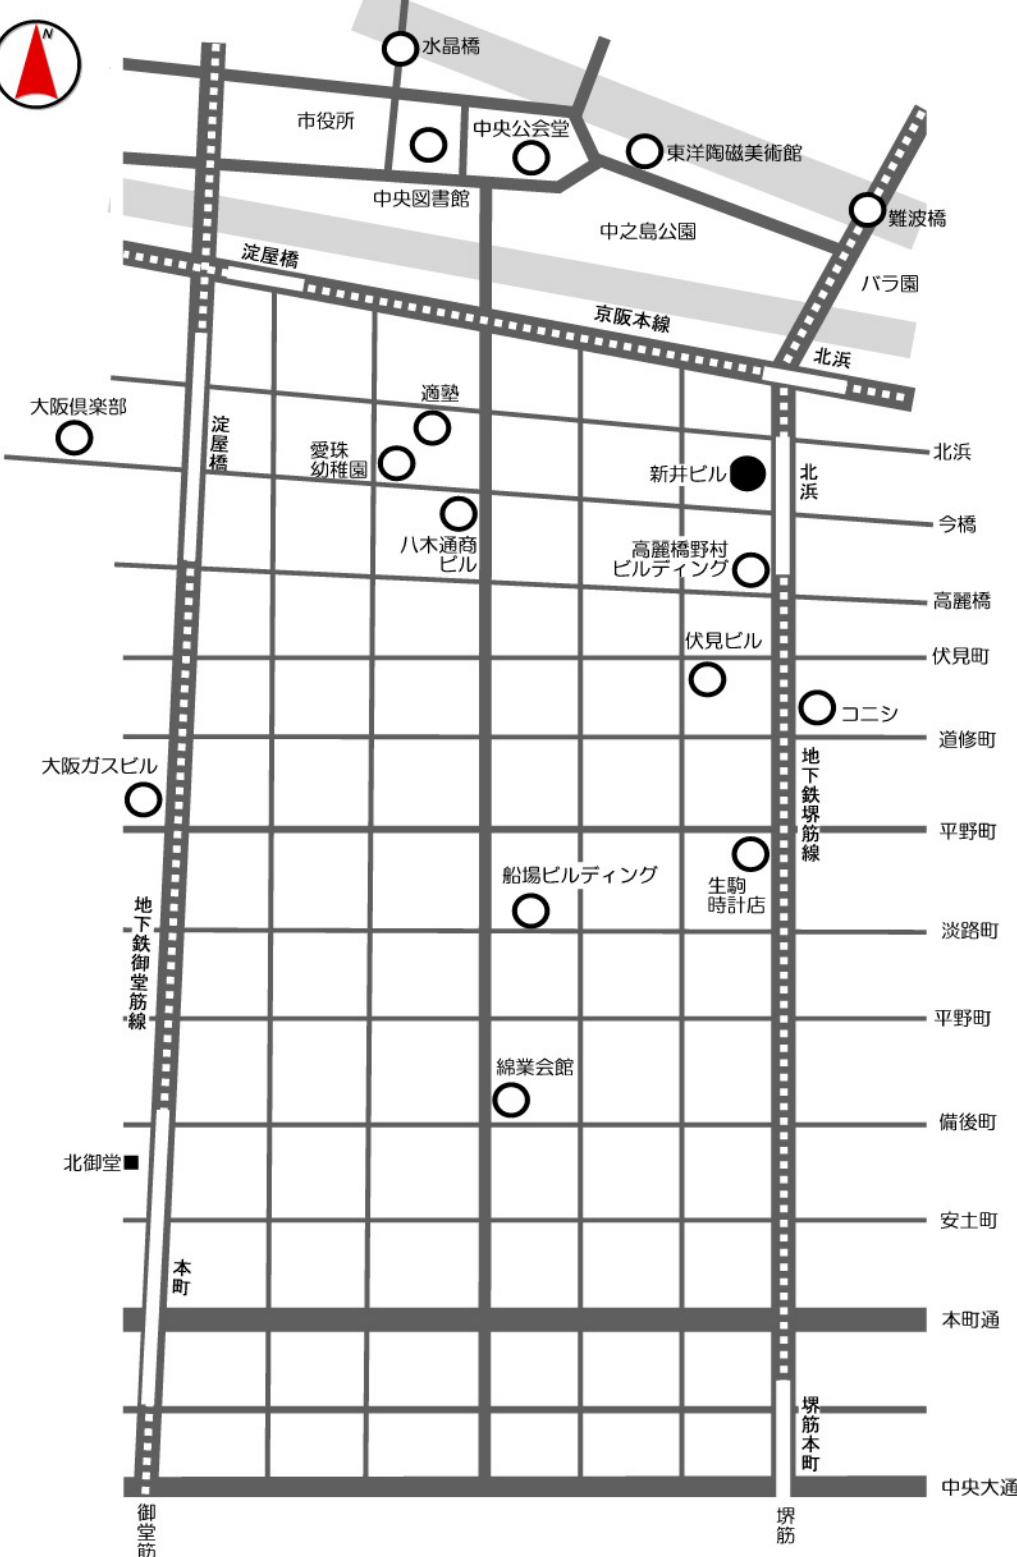 N
水晶橋
市役所
中央公会堂
東洋陶磁美術館
中央図書館
難波橋
中之島公園
淀屋橋
バラ園
京阪本線
北浜
適塾
大阪倶楽部
淀屋橋
愛珠
幼稚園
北浜
新井ビル
北浜
今橋
八木通商
ビル
高麗橋野村
ビルディング
高麗橋
伏見ビル
伏見町
コニシ
道修町
大阪ガスビル
地下鉄堺筋線
平野町
船場ビルディング
生駒
時計店
地下鉄御堂筋線
淡路町
平野町
綿業会館
備後町
北御堂
安土町
本町
本町通
堺筋本町
中央大通
御堂筋
堺筋